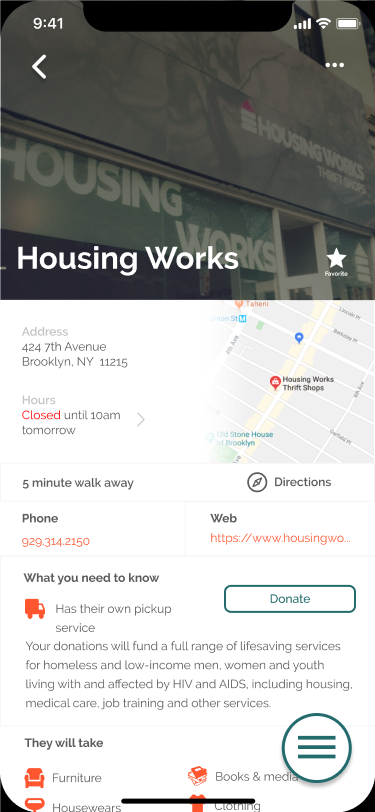 9:41
HOUSING WORKS
THRIFT SHOPS
HOUSING
WORKS
Housing Works
Favorite
Address
424 7th Avenue
Brooklyn, NY 11215
Hours
Closed until 10am
tomorrow
Taheni
Union St
Lincoln Pl
Berkeley Pl
4th Ave
5th Ave
Housing Works
Thrift Shops
Old Stone House
of Brooklyn
Garfield Pl
8th Ave
5 minute walk away
Directions
Phone
929.314.2150
Web
https://www.housingwo...
What you need to know
Donate
Has their own pickup
service
Your donations will fund a full range of lifesaving services
for homeless and low-income men, women and youth
living with and affected by HIV and AIDS, including housing,
medical care, job training and other services.
They will take
Furniture
Books & media
Housewears
Clothing